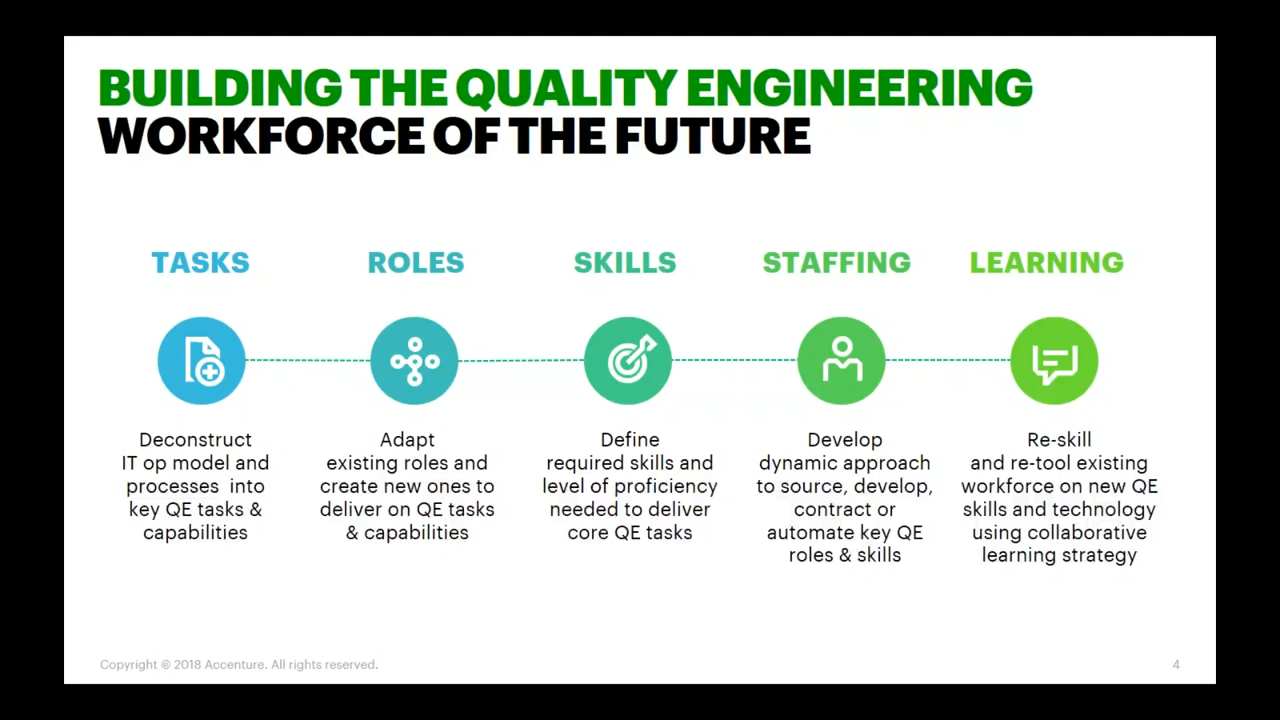 BUILDING THE QUALITY ENGINEERING
WORKFORCE OF THE FUTURE
TASKS
Deconstruct
IT op model and
processes into
key QE tasks &
capabilities
ROLES
Adapt
existing roles and
create new ones to
deliver on QE tasks
& capabilities
SKILLS
Define
required skills and
level of proficiency
needed to deliver
core QE tasks
STAFFING
Develop
dynamic approach
to source, develop,
contract or
automate key QE
roles & skills
LEARNING
Re-skill
and re-tool existing
workforce on new QE
skills and technology
using collaborative
learning strategy
Copyright © 2018 Accenture. All rights reserved.
4